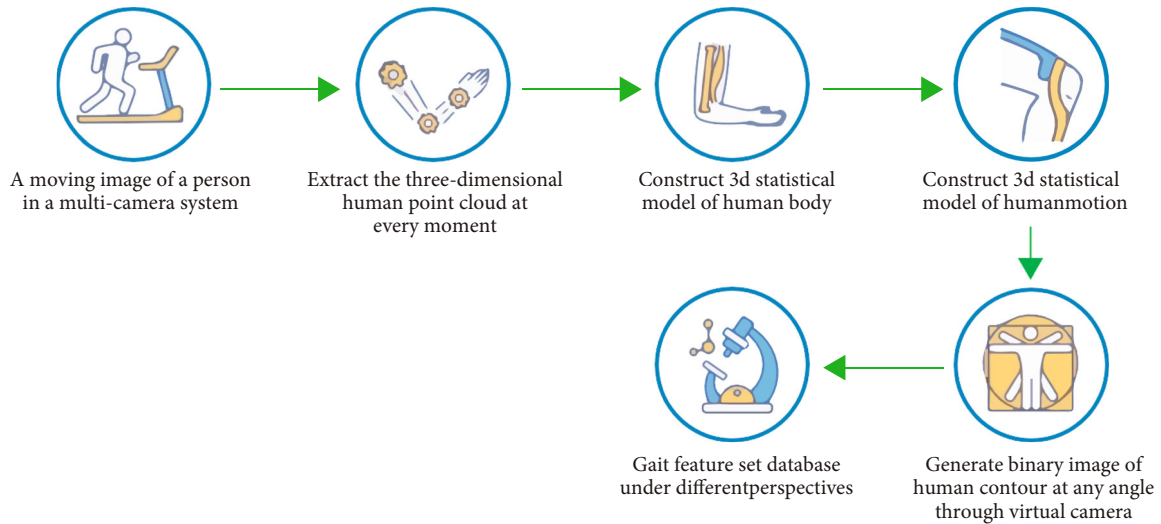 A moving image of a person
in a multi-camera system
Extract the three-dimensional
human point cloud at
every moment
Construct 3d statistical
model of human body
Construct 3d statistical
model of humanmotion
Gait feature set database
under differentperspectives
Generate binary image of
human contour at any angle
through virtual camera